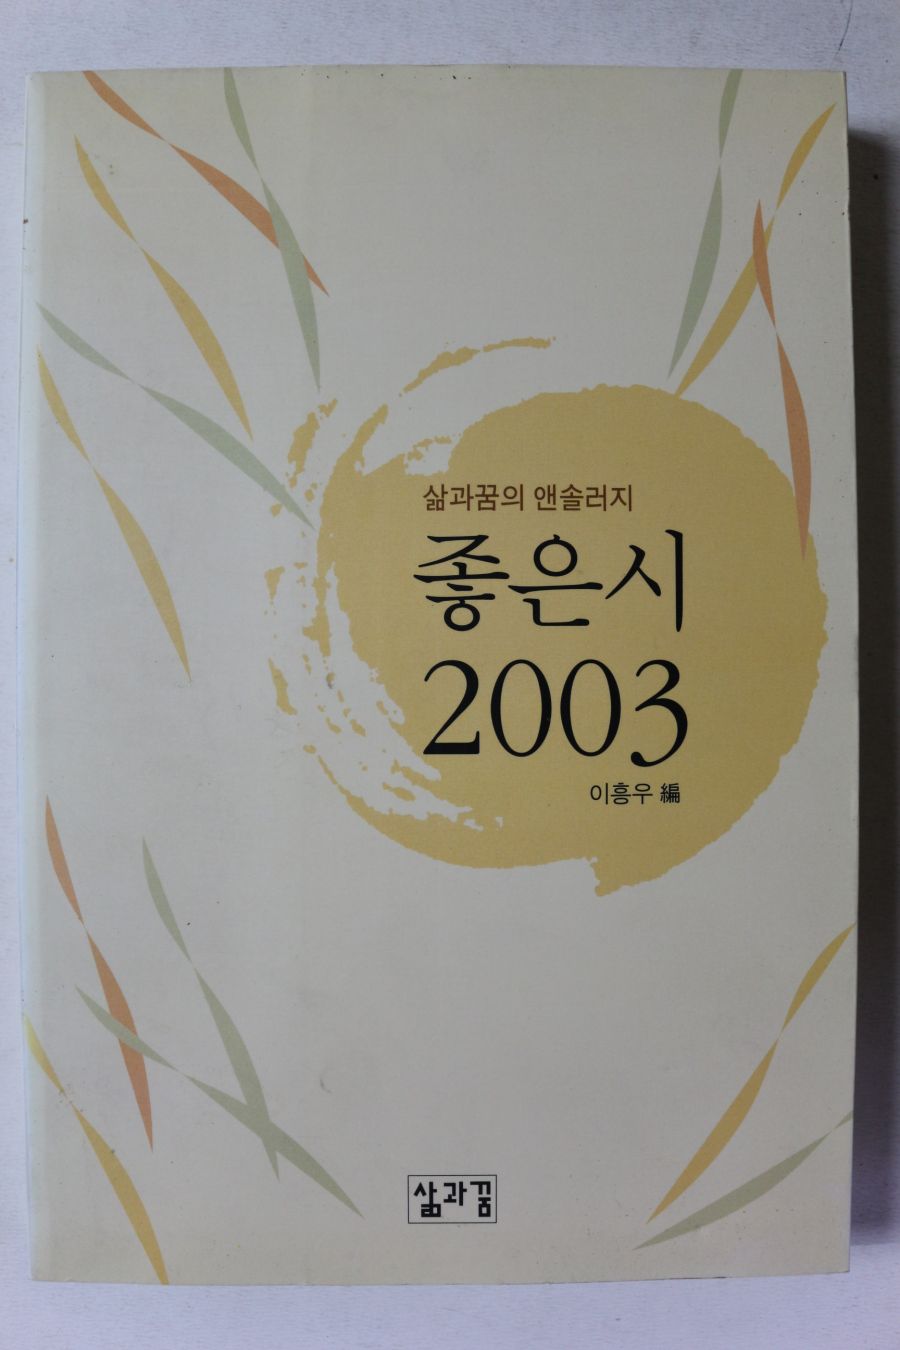 삶과꿈의 앤솔러지
좋은시
2003
이흥우 編
삶과꿈